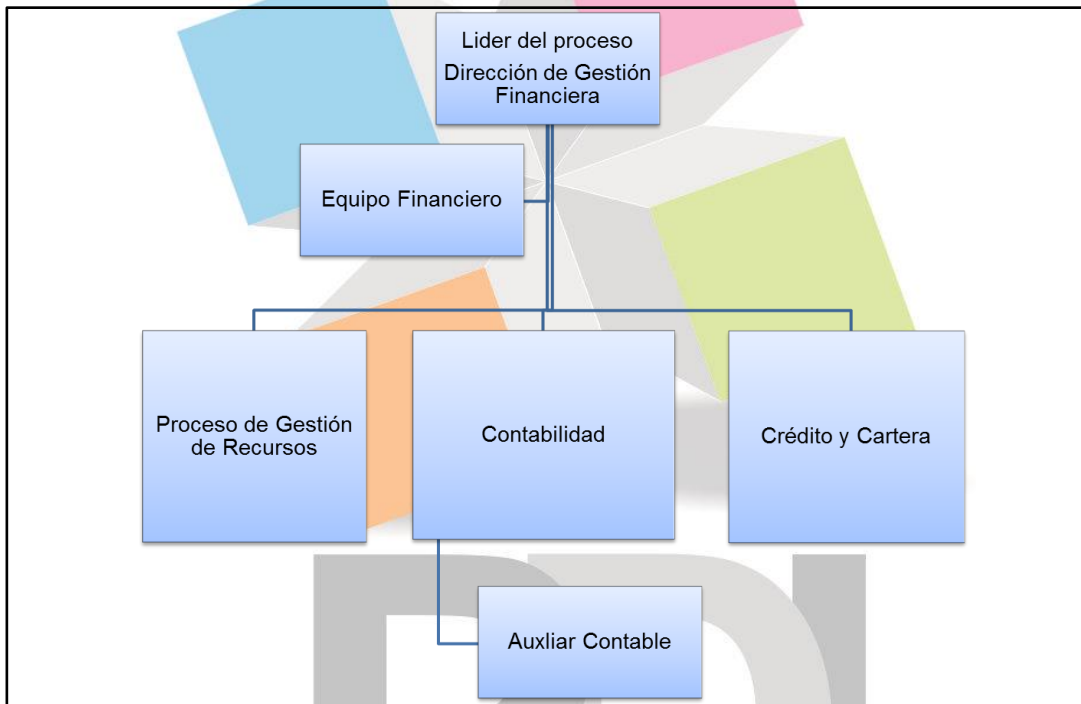 Lider del proceso
Dirección de Gestión
Financiera
Equipo Financiero
Proceso de Gestión
de Recursos
Contabilidad
Crédito y Cartera
Auxliar Contable